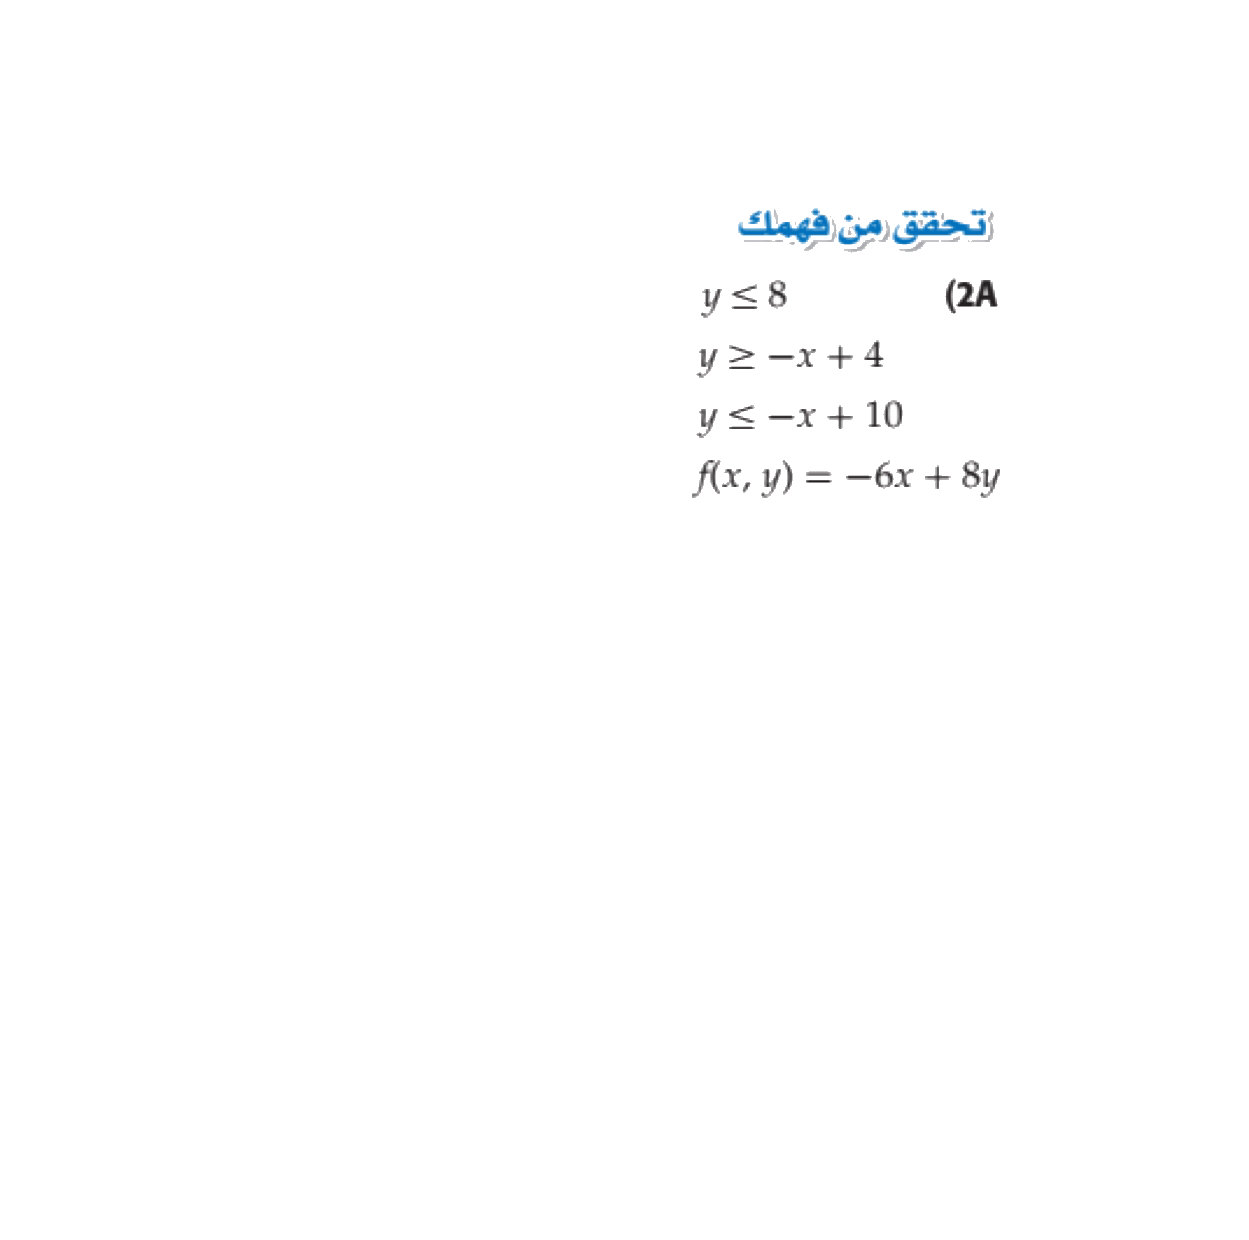 تحقق من فهمك
(2A y ≤ 8
y ≥ −x + 4
y ≤ −x + 10
f(x, y) = −6x + 8y